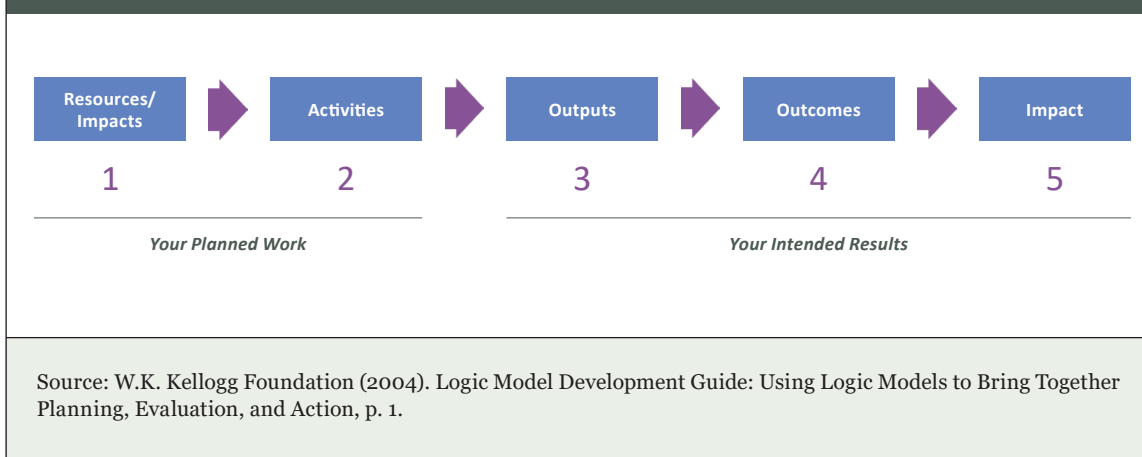 Resources/
Impacts
Activities
Outputs
Outcomes
Impact
1
2
3
4
5
Your Planned Work
Your Intended Results
Source: W.K. Kellogg Foundation (2004). Logic Model Development Guide: Using Logic Models to Bring Together
Planning, Evaluation, and Action, p. 1.